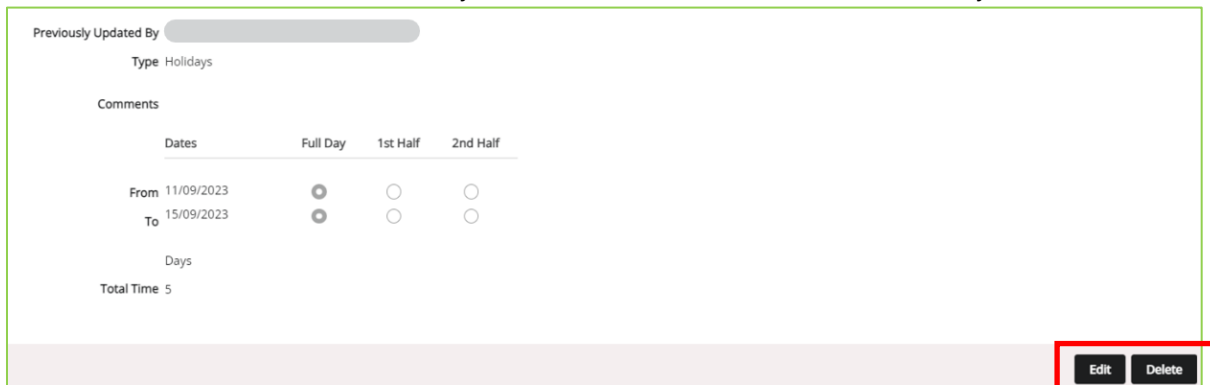 Previously Updated By
Type Holidays
Comments
Dates Full Day 1st Half 2nd Half
From 11/09/2023
To 15/09/2023
Days
Total Time 5
Edit Delete